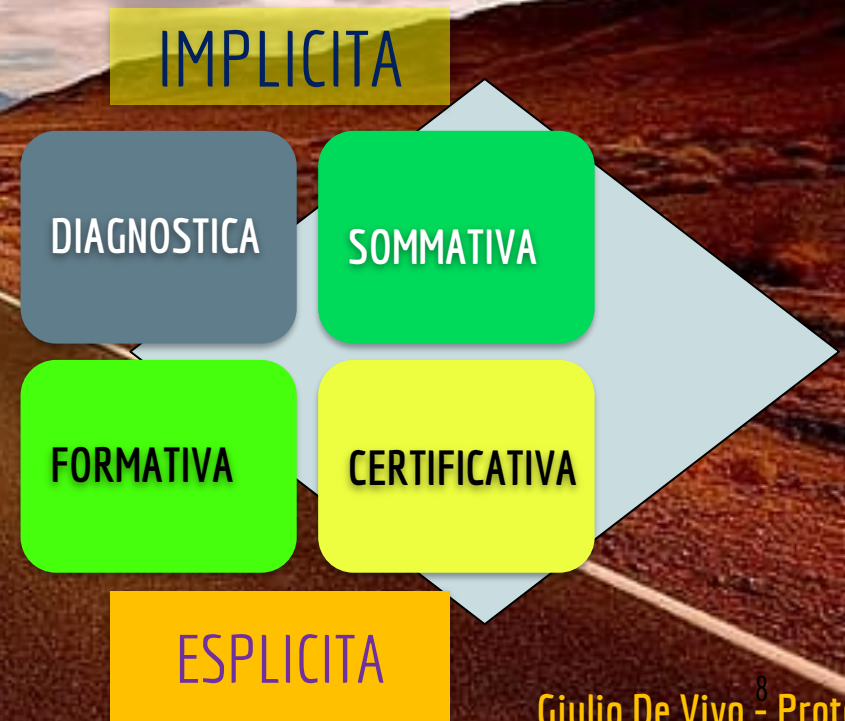 IMPLICITA
DIAGNOSTICA
SOMMATIVA
FORMATIVA
CERTIFICATIVA
ESPLICITA
8
Giulio De Vivo -